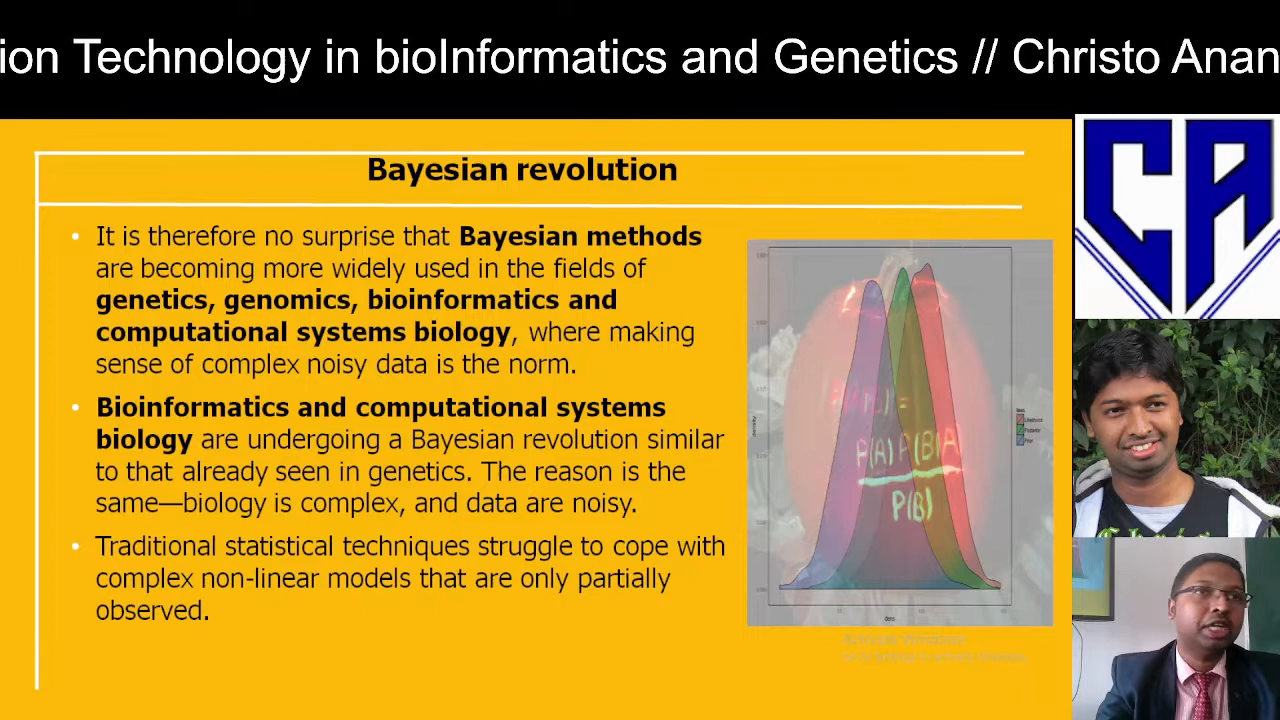 ion Technology in bioInformatics and Genetics // Christo Anan
CA
Bayesian revolution
• It is therefore no surprise that Bayesian methods
are becoming more widely used in the fields of
genetics, genomics, bioinformatics and
computational systems biology, where making
sense of complex noisy data is the norm.
• Bioinformatics and computational systems
biology are undergoing a Bayesian revolution similar
to that already seen in genetics. The reason is the
same—biology is complex, and data are noisy.
• Traditional statistical techniques struggle to cope with
complex non-linear models that are only partially
observed.
P(A) P(B|A
P(B)